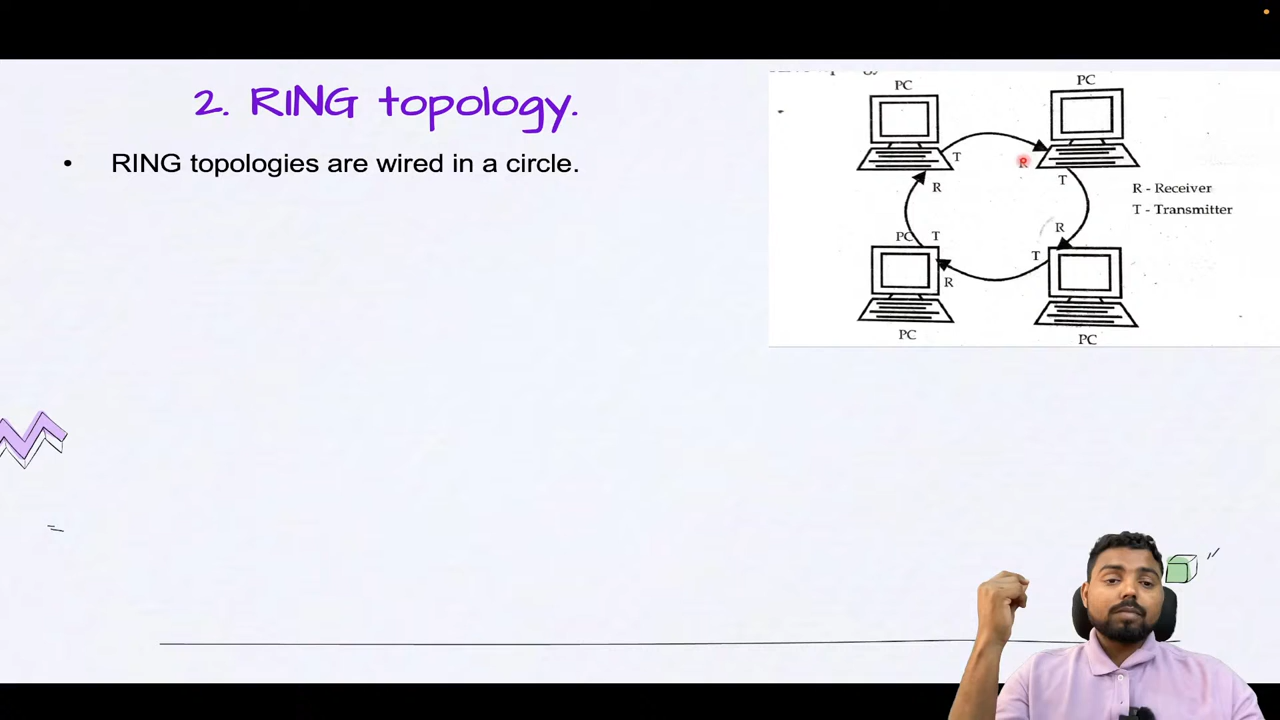 2. RING topology.
• RING topologies are wired in a circle.
PC
PC
T
R
R
T
R - Receiver
T - Transmitter
R
PC
T
T
R
PC
PC